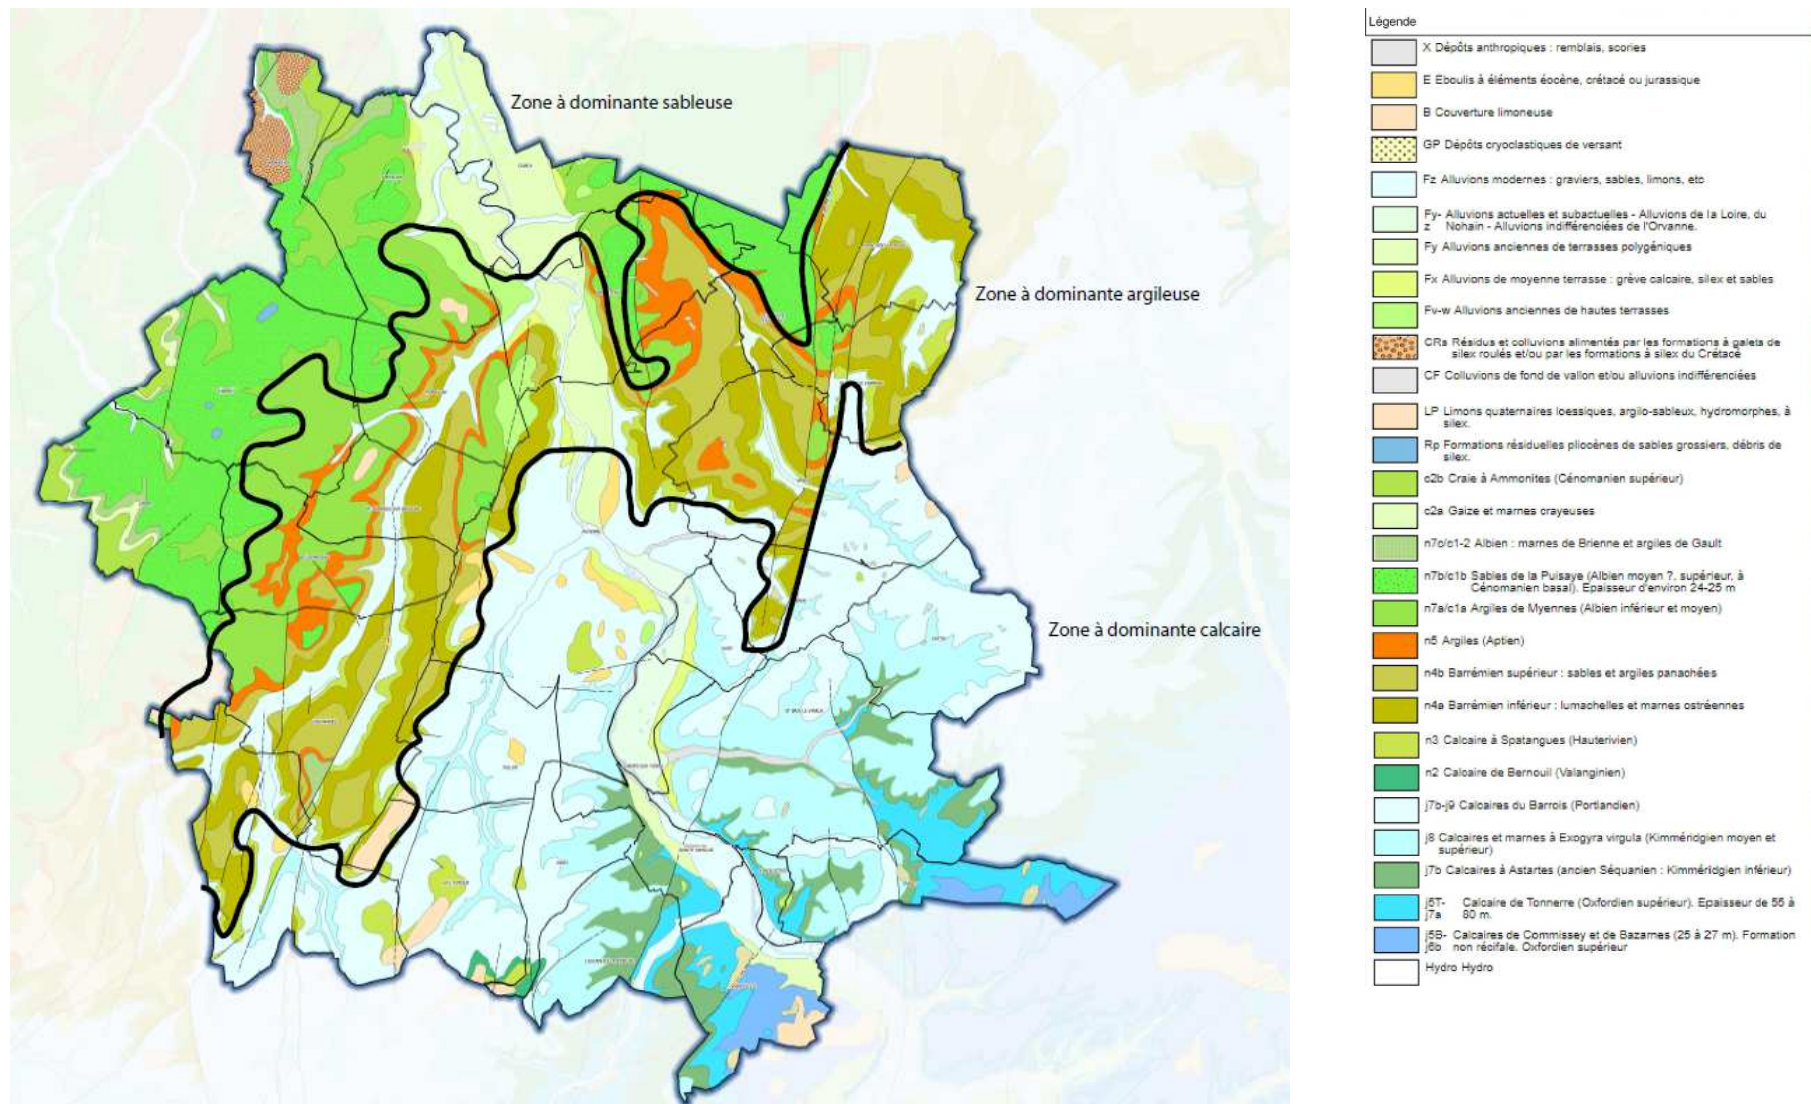 Zone à dominante sableuse
Zone à dominante argileuse
Zone à dominante calcaire
Légende
X Dépôts anthropiques : remblais, scories
E Eboulis à éléments éocène, crétacé ou jurassique
B Couverture limoneuse
GP Dépôts cryoclastiques de versant
Fz Alluvions modernes : graviers, sables, limons, etc
Fy- Alluvions actuelles et subactuelles - Alluvions de la Loire, du
z Nohain - Alluvions indifférenciées de l'Orvanne.
Fy Alluvions anciennes de terrasses polygéniques
Fx Alluvions de moyenne terrasse : grève calcaire, silex et sables
Fv-w Alluvions anciennes de hautes terrasses
CRs Résidus et colluvions alimentés par les formations à galets de
silex roulés et/ou par les formations à silex du Crétacé
CF Colluvions de fond de vallon et/ou alluvions indifférenciées
LP Limons quaternaires loessiques, argilo-sableux, hydromorphes, à
silex.
Rp Formations résiduelles pliocènes de sables grossiers, débris de
silex.
c2b Craie à Ammonites (Cénomanien supérieur)
c2a Gaize et marnes crayeuses
n7c/c1-2 Albien : marnes de Brienne et argiles de Gault
n7b/c1b Sables de la Puisaye (Albien moyen ?, supérieur, à
Cénomanien basal). Epaisseur d'environ 24-25 m
n7a/c1a Argiles de Myennes (Albien inférieur et moyen)
n5 Argiles (Aptien)
n4b Barrémien supérieur : sables et argiles panachées
n4a Barrémien inférieur : lumachelles et marnes ostréennes
n3 Calcaire à Spatangues (Hauterivien)
n2 Calcaire de Bernouil (Valanginien)
j7b-j9 Calcaires du Barrois (Portlandien)
j8 Calcaires et marnes à Exogyra virgula (Kimméridgien moyen et
supérieur)
j7b Calcaires à Astartes (ancien Séquanien : Kimméridgien inférieur)
j6T- Calcaire de Tonnerre (Oxfordien supérieur). Epaisseur de 55 à
j7a 80 m.
j5B- Calcaires de Commissey et de Bazarnes (25 à 27 m). Formation
j6b non récifale. Oxfordien supérieur
Hydro Hydro